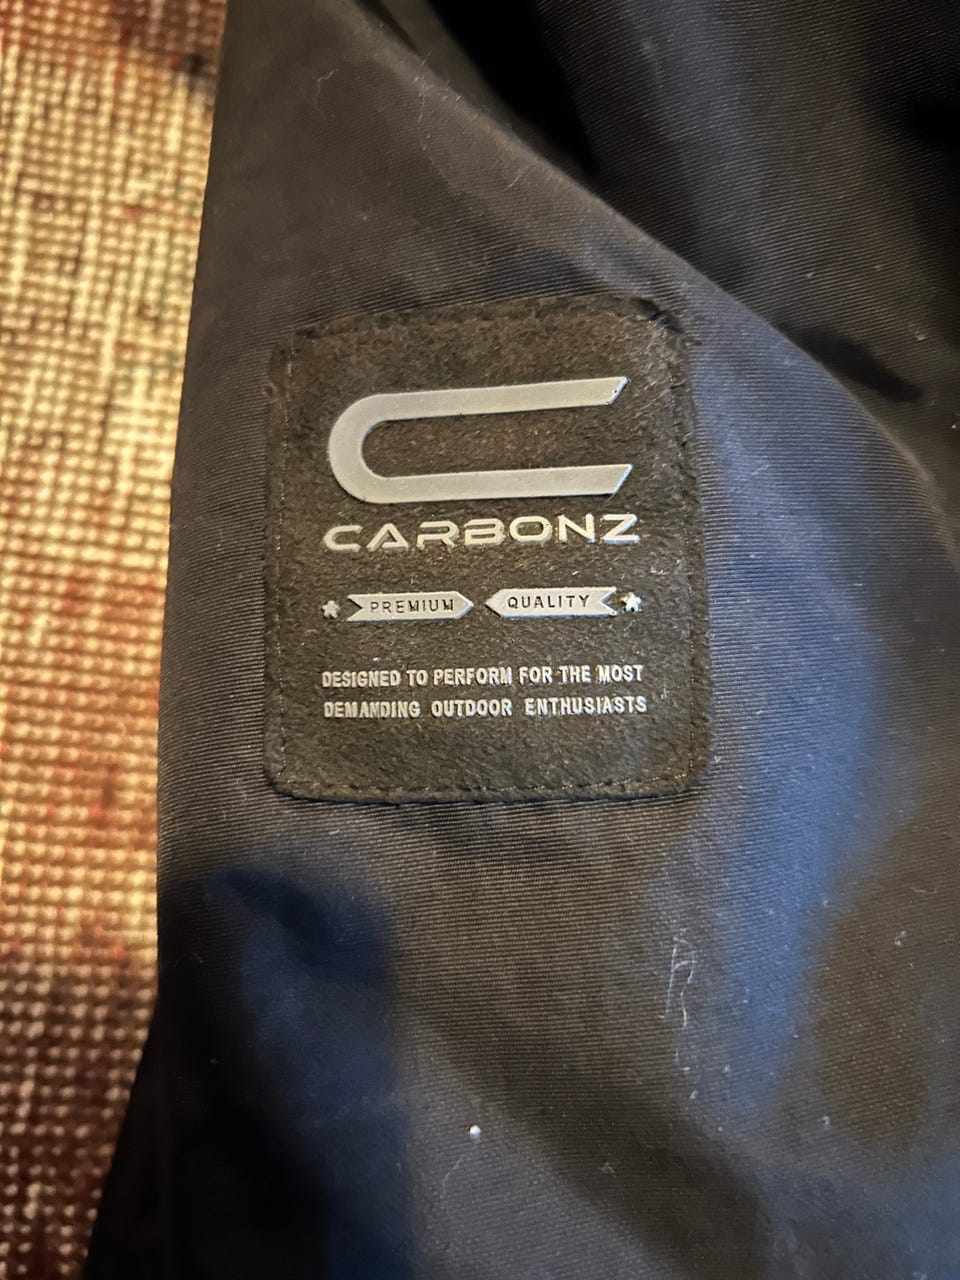 CARBONZ
PREMIUM QUALITY
DESIGNED TO PERFORM FOR THE MOST
DEMANDING OUTDOOR ENTHUSIASTS